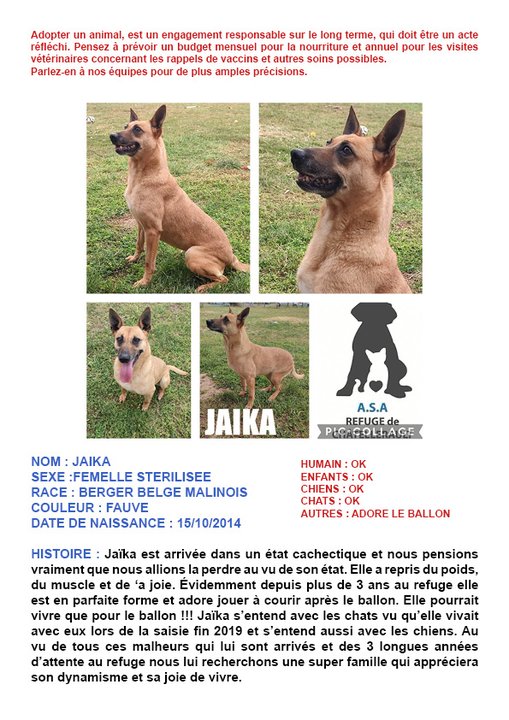 Adopter un animal, est un engagement responsable sur le long terme, qui doit être un acte
réfléchi. Pensez à prévoir un budget mensuel pour la nourriture et annuel pour les visites
vétérinaires concernant les rappels de vaccins et autres soins possibles.
Parlez-en à nos équipes pour de plus amples précisions.
JAIKA
A.S.A
REFUGE de
PIC•COLLAGE
NOM : JAIKA
SEXE :FEMELLE STERILISEE
RACE : BERGER BELGE MALINOIS
COULEUR : FAUVE
DATE DE NAISSANCE : 15/10/2014
HUMAIN : OK
ENFANTS : OK
CHIENS : OK
CHATS : OK
AUTRES : ADORE LE BALLON
HISTOIRE : Jaïka est arrivée dans un état cachectique et nous pensions
vraiment que nous allions la perdre au vu de son état. Elle a repris du poids,
du muscle et de ‘a joie. Évidemment depuis plus de 3 ans au refuge elle
est en parfaite forme et adore jouer à courir après le ballon. Elle pourrait
vivre que pour le ballon !!! Jaïka s’entend avec les chats vu qu’elle vivait
avec eux lors de la saisie fin 2019 et s’entend aussi avec les chiens. Au
vu de tous ces malheurs qui lui sont arrivés et des 3 longues années
d’attente au refuge nous lui recherchons une super famille qui appréciera
son dynamisme et sa joie de vivre.